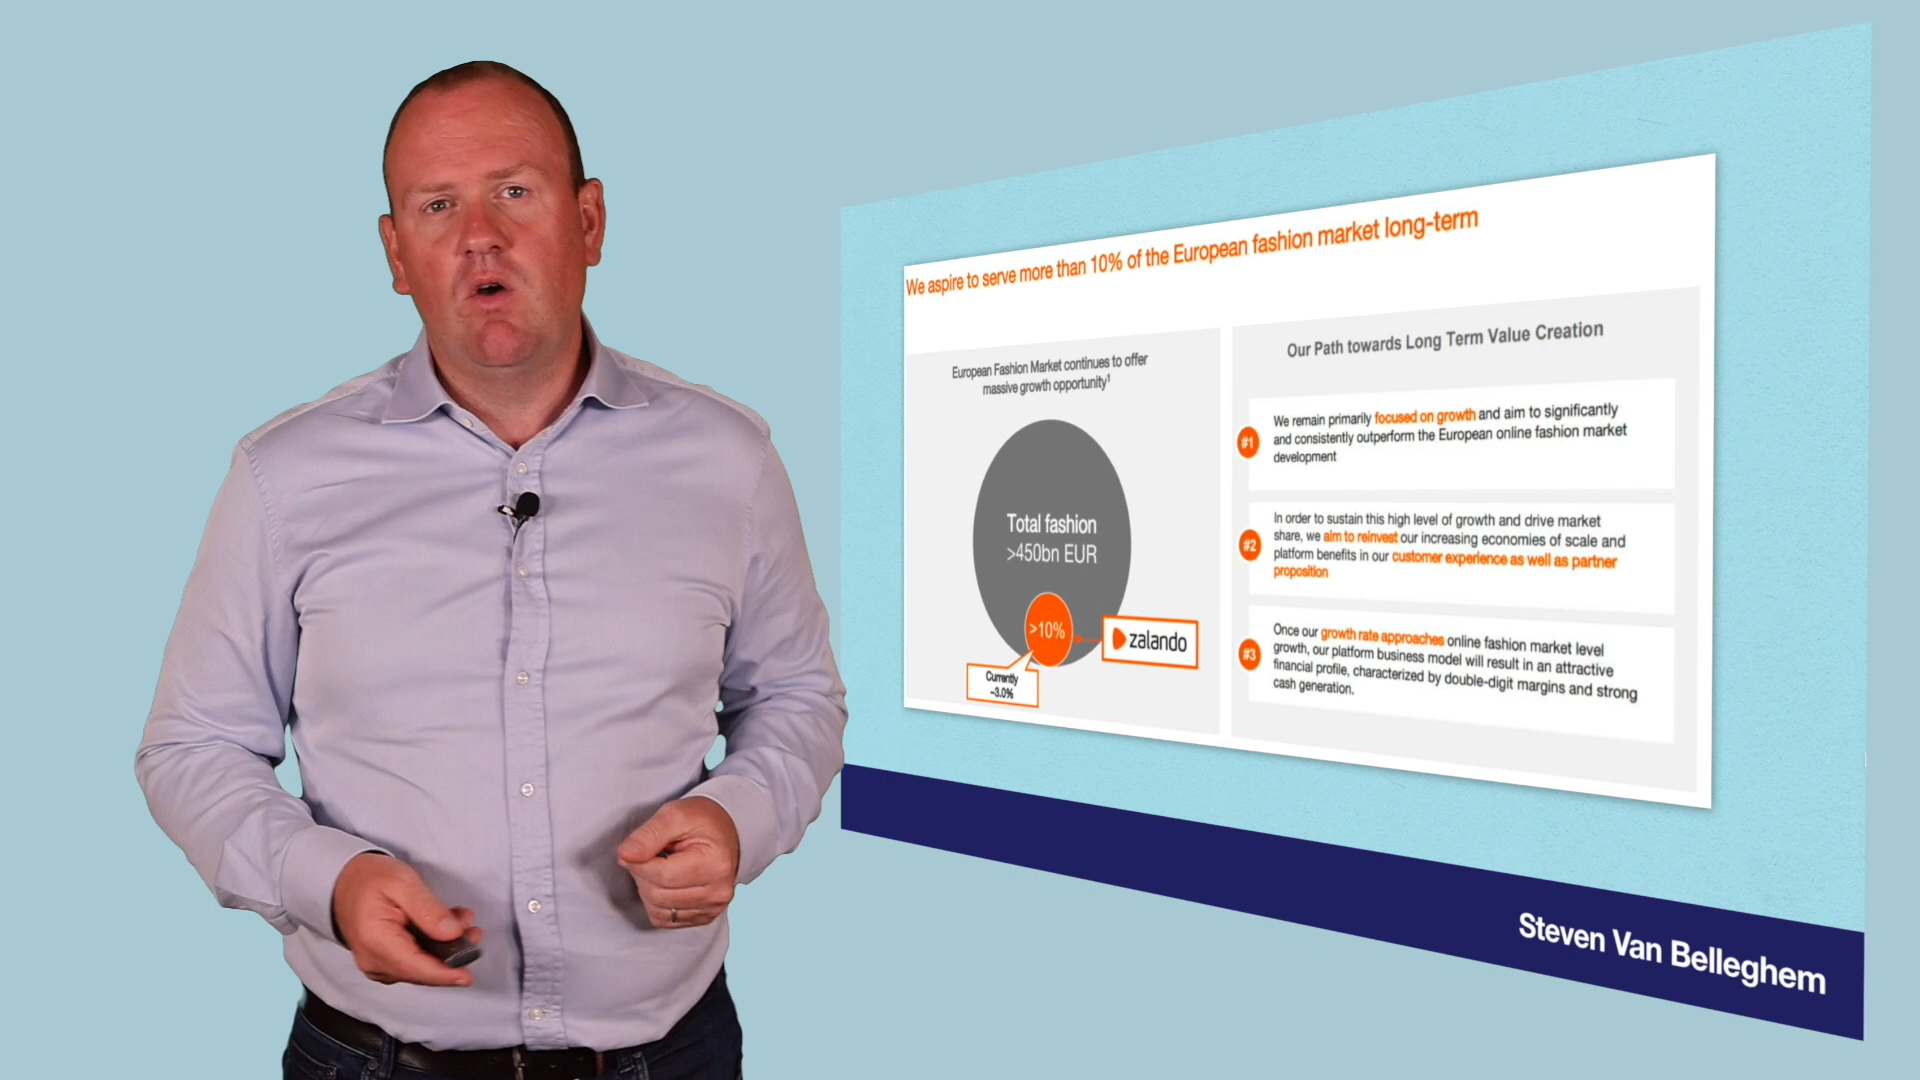 We aspire to serve more than 10% of the European fashion market long-term
European Fashion Market continues to offer
massive growth opportunity¹
Total fashion
>450bn EUR
>10%
zalando
Currently
~3.0%
Our Path towards Long Term Value Creation
#1
We remain primarily focused on growth and aim to significantly
and consistently outperform the European online fashion market
development
#2
In order to sustain this high level of growth and drive market
share, we aim to reinvest our increasing economies of scale and
platform benefits in our customer experience as well as partner
proposition
#3
Once our growth rate approaches online fashion market level
growth, our platform business model will result in an attractive
financial profile, characterized by double-digit margins and strong
cash generation.
Steven Van Belleghem